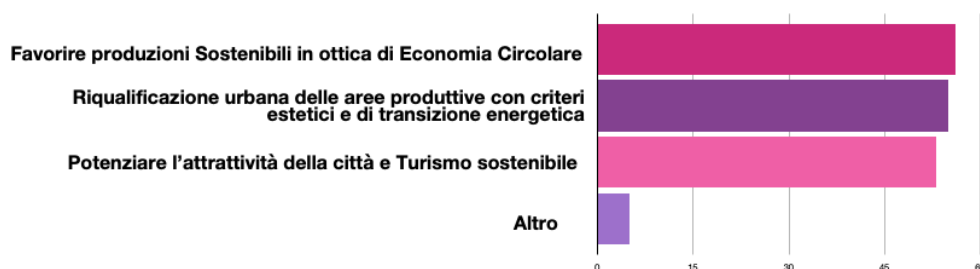 Favorire produzioni Sostenibili in ottica di Economia Circolare
Riqualificazione urbana delle aree produttive con criteri
estetici e di transizione energetica
Potenziare l'attrattività della città e Turismo sostenibile
Altro
0 15 30 45